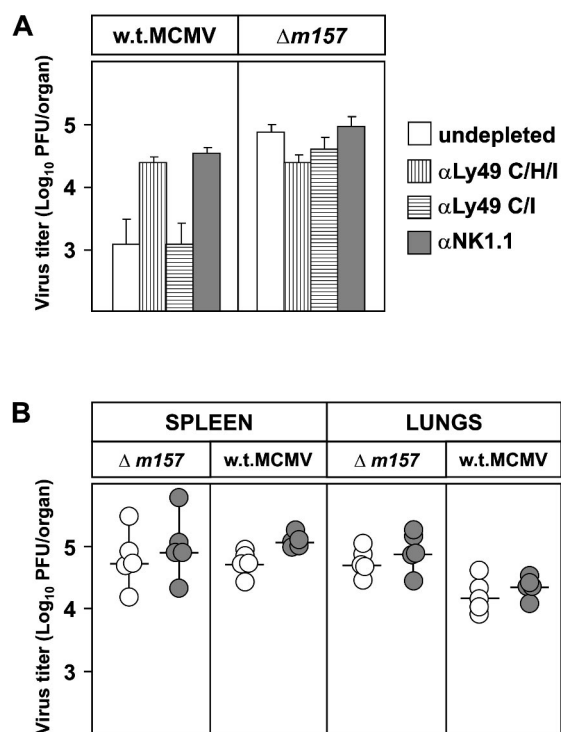 A
w.t.MCMV Δm157
Virus titer (Log10 PFU/organ)
5
4
3
undepleted
αLy49 C/H/I
αLy49 C/I
αNK1.1
B
SPLEEN LUNGS
Δ m157 w.t.MCMV Δ m157 w.t.MCMV
Virus titer (Log10 PFU/organ)
5
4
3